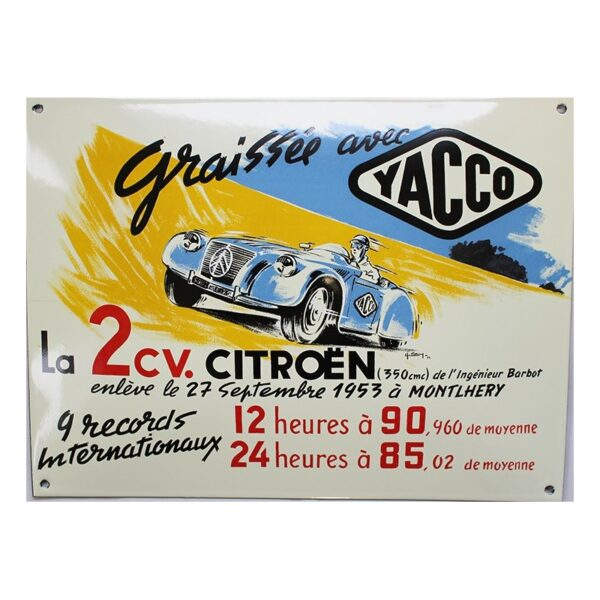 graissée avec
YACCO
YACCO
La 2CV. CITROËN (350cmc) de l'Ingénieur Barbot
enlève le 27 Septembre 1953 à MONTLHERY
9 records
internationaux
12 heures à 90,960 de moyenne
24 heures à 85,02 de moyenne